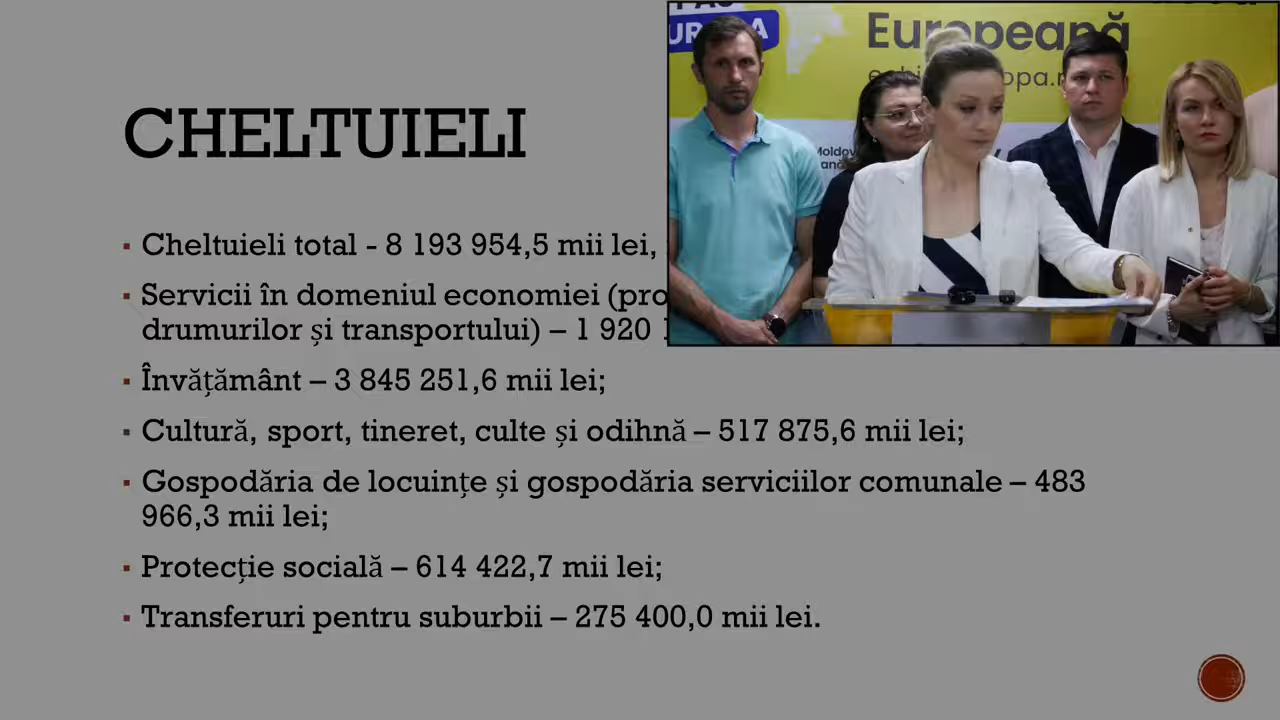 CHELTUIELI
Europeană
▪ Cheltuieli total - 8 193 954,5 mii lei,
▪ Servicii în domeniul economiei (pro
drumurilor și transportului) – 1 920
▪ Învățământ – 3 845 251,6 mii lei;
▪ Cultură, sport, tineret, culte și odihnă – 517 875,6 mii lei;
▪ Gospodăria de locuințe și gospodăria serviciilor comunale – 483
966,3 mii lei;
▪ Protecție socială – 614 422,7 mii lei;
▪ Transferuri pentru suburbii – 275 400,0 mii lei.